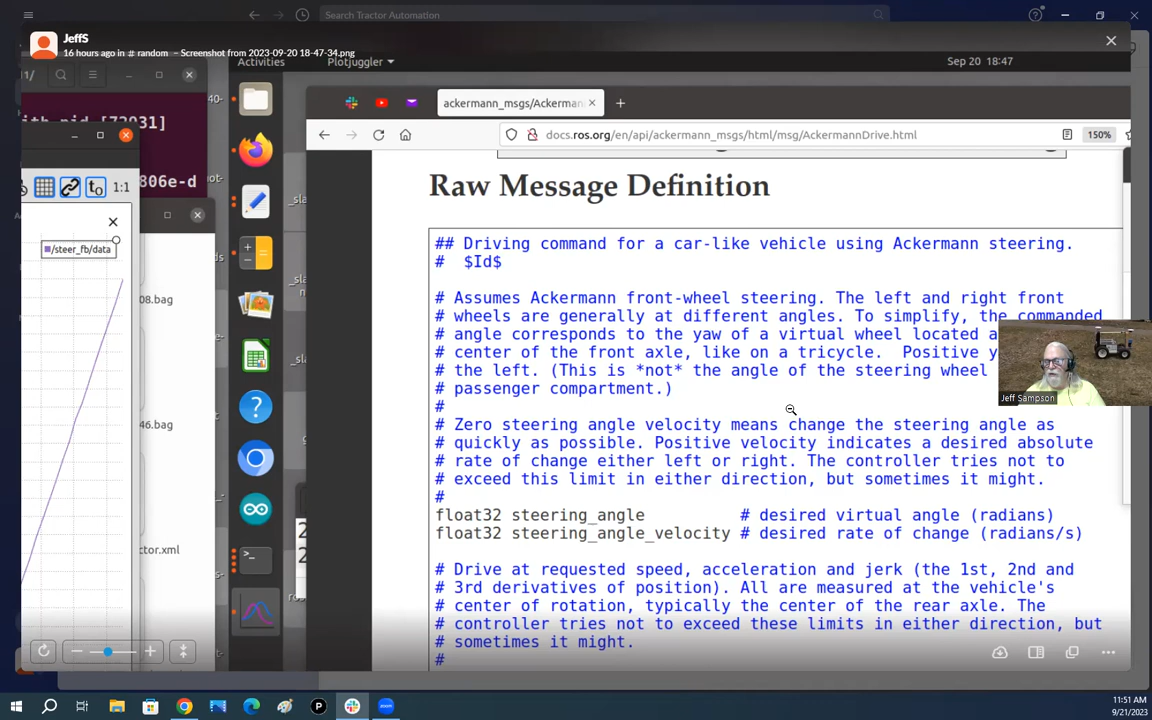 Search Tractor Automation
JeffS
16 hours ago in # random – Screenshot from 2023-09-20 18-47-34.png
Activities
Plotjuggler
Sep 20 18:47
ackermann_msgs/Ackerman
docs.ros.org/en/api/ackermann_msgs/html/msg/AckermannDrive.html
150%
1:1
/steer_fb/data
08.bag
46.bag
ctor.xml
Raw Message Definition
## Driving command for a car-like vehicle using Ackermann steering.
# $Id$
# Assumes Ackermann front-wheel steering. The left and right front
# wheels are generally at different angles. To simplify, the commanded
# angle corresponds to the yaw of a virtual wheel located a
# center of the front axle, like on a tricycle. Positive y
# the left. (This is *not* the angle of the steering wheel
# passenger compartment.)
#
# Zero steering angle velocity means change the steering angle as
# quickly as possible. Positive velocity indicates a desired absolute
# rate of change either left or right. The controller tries not to
# exceed this limit in either direction, but sometimes it might.
#
float32 steering_angle # desired virtual angle (radians)
float32 steering_angle_velocity # desired rate of change (radians/s)
# Drive at requested speed, acceleration and jerk (the 1st, 2nd and
# 3rd derivatives of position). All are measured at the vehicle's
# center of rotation, typically the center of the rear axle. The
# controller tries not to exceed these limits in either direction, but
# sometimes it might.
#
Jeff Sampson
11:51 AM
9/21/2023